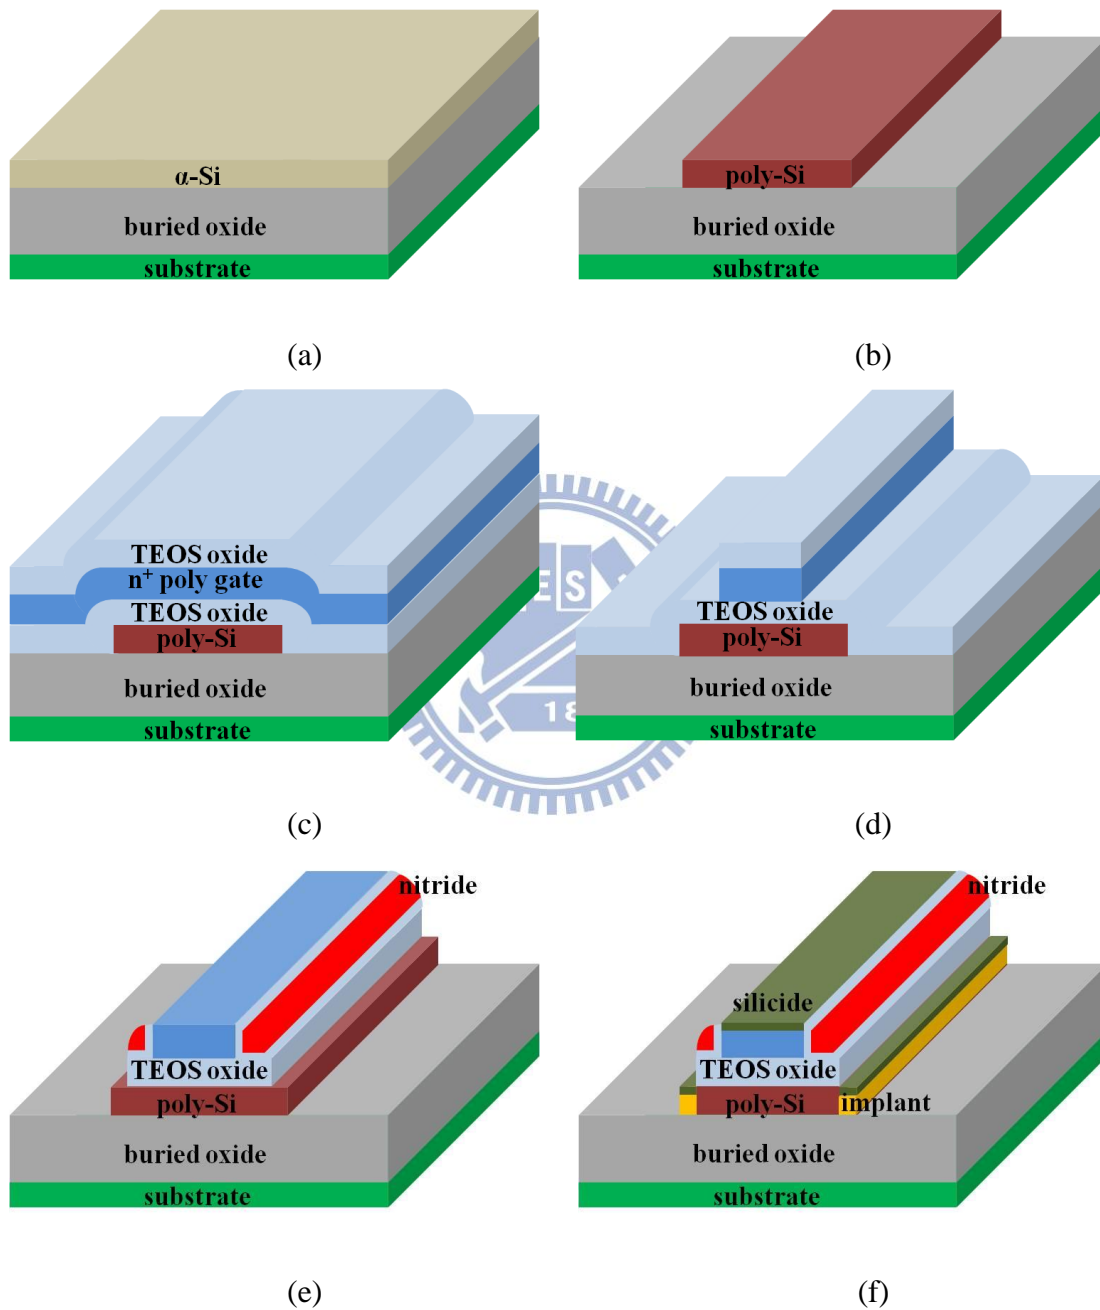 α-Si
buried oxide
substrate
(a)
poly-Si
buried oxide
substrate
(b)
TEOS oxide
n⁺ poly gate
TEOS oxide
poly-Si
buried oxide
substrate
(c)
TEOS oxide
poly-Si
buried oxide
substrate
(d)
ES
18
nitride
TEOS oxide
poly-Si
buried oxide
substrate
(e)
nitride
silicide
TEOS oxide
poly-Si
implant
buried oxide
substrate
(f)